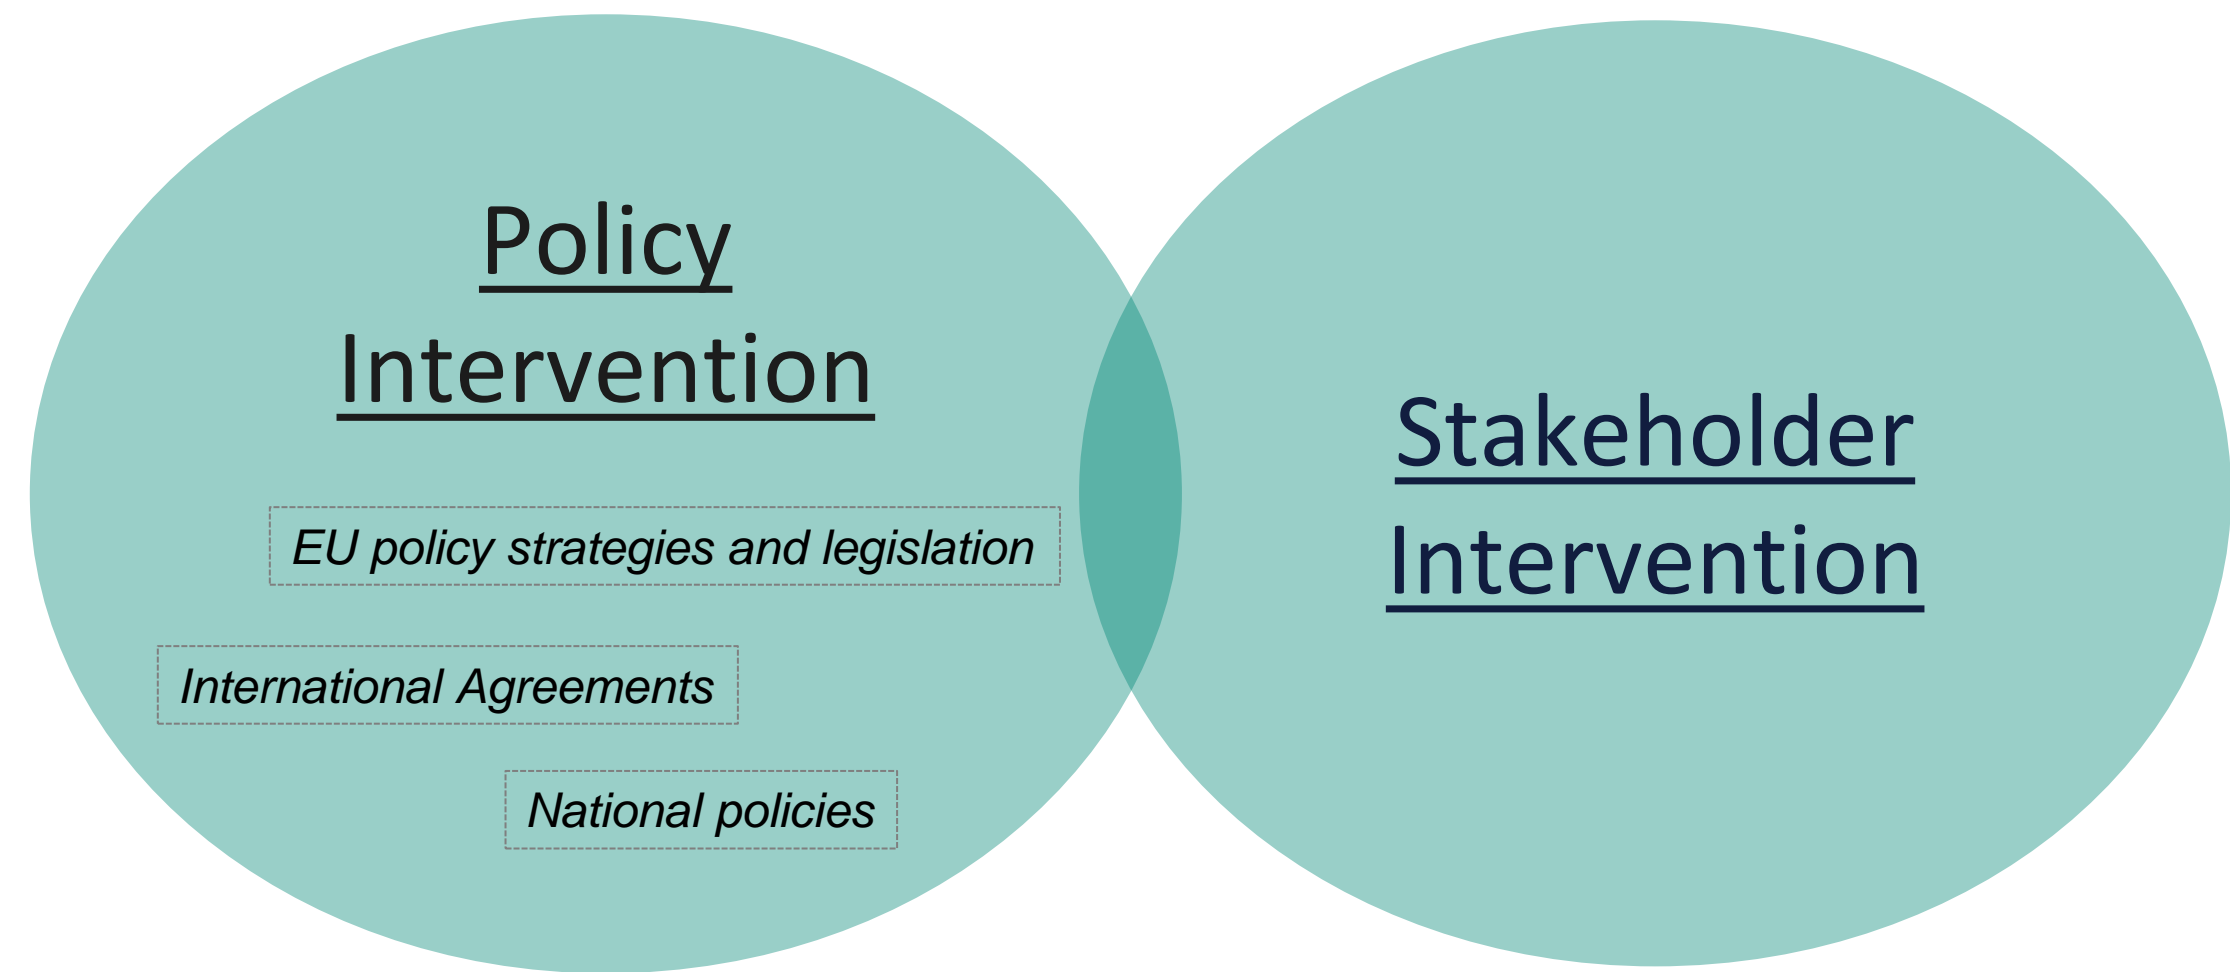 Policy
Intervention
EU policy strategies and legislation
International Agreements
National policies
Stakeholder
Intervention